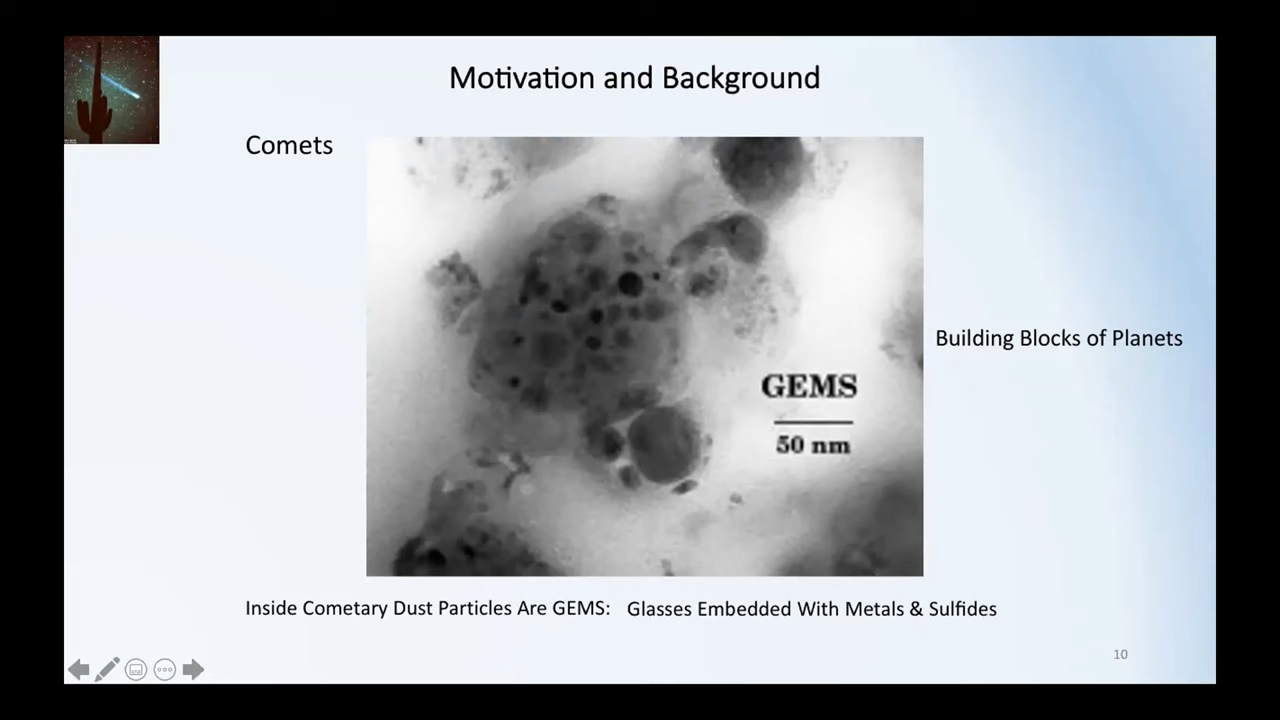 Motivation and Background
Comets
Building Blocks of Planets
GEMS
50 nm
Inside Cometary Dust Particles Are GEMS: Glasses Embedded With Metals & Sulfides
10